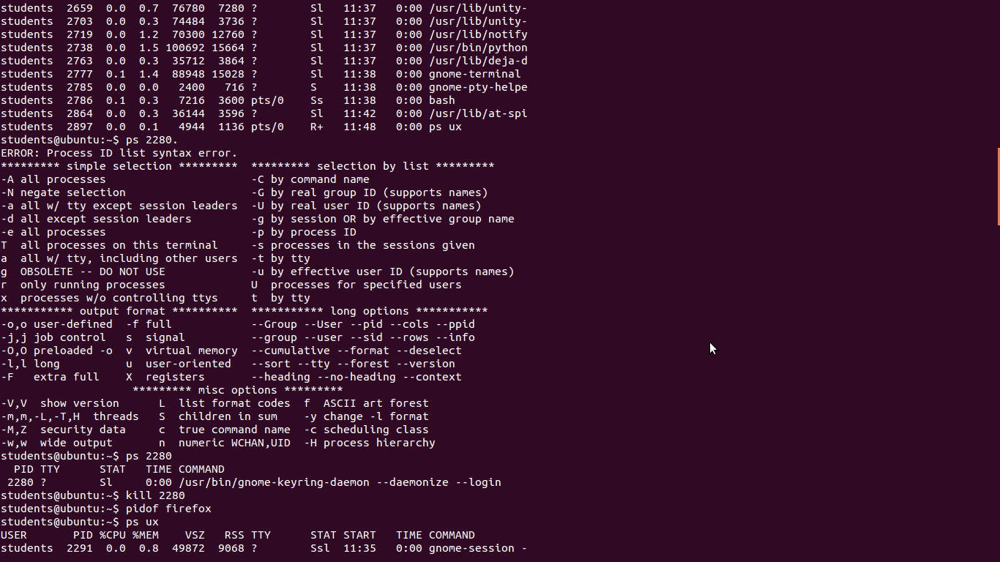 students  2659  0.0  0.7  76780  7280 ?        Sl   11:37   0:00 /usr/lib/unity-
students  2703  0.0  0.3  74484  3736 ?        Sl   11:37   0:00 /usr/lib/unity-
students  2719  0.0  1.2  70300 12760 ?        Sl   11:37   0:00 /usr/lib/notify
students  2738  0.0  1.5 100692 15664 ?        Sl   11:37   0:00 /usr/bin/python
students  2763  0.0  0.3  35712  3864 ?        Sl   11:37   0:00 /usr/lib/deja-d
students  2777  0.1  1.4  88948 15028 ?        Sl   11:38   0:00 gnome-terminal
students  2785  0.0  0.0   2400   716 ?        S    11:38   0:00 gnome-pty-helpe
students  2786  0.1  0.3   7216  3600 pts/0    Ss   11:38   0:00 bash
students  2864  0.0  0.3  36144  3596 ?        Sl   11:42   0:00 /usr/lib/at-spi
students  2897  0.0  0.1   4944  1136 pts/0    R+   11:48   0:00 ps ux
students@ubuntu:~$ ps 2280.
ERROR: Process ID list syntax error.
********* simple selection *********  ********* selection by list *********
-A all processes                      -C by command name
-N negate selection                   -G by real group ID (supports names)
-a all w/ tty except session leaders  -U by real user ID (supports names)
-d all except session leaders         -g by session OR by effective group name
-e all processes                      -p by process ID
T  all processes on this terminal     -s processes in the sessions given
a  all w/ tty, including other users  -t by tty
g  OBSOLETE -- DO NOT USE             -u by effective user ID (supports names)
r  only running processes             U  processes for specified users
x  processes w/o controlling ttys     t  by tty
*********** output format **********  *********** long options ***********
-o,o user-defined  -f full            --Group --User --pid --cols --ppid
-j,j job control   s  signal          --group --user --sid --rows --info
-O,O preloaded -o  v  virtual memory  --cumulative --format --deselect
-l,l long          u  user-oriented   --sort --tty --forest --version
-F   extra full    X  registers       --heading --no-heading --context
                    ********* misc options *********
-V,V  show version      L  list format codes  f  ASCII art forest
-m,m,-L,-T,H  threads   S  children in sum    -y change -l format
-M,Z  security data     c  true command name  -c scheduling class
-w,w  wide output       n  numeric WCHAN,UID  -H process hierarchy
students@ubuntu:~$ ps 2280
  PID TTY      STAT   TIME COMMAND
 2280 ?        Sl     0:00 /usr/bin/gnome-keyring-daemon --daemonize --login
students@ubuntu:~$ kill 2280
students@ubuntu:~$ pidof firefox
students@ubuntu:~$ ps ux
USER       PID %CPU %MEM    VSZ   RSS TTY      STAT START   TIME COMMAND
students  2291  0.0  0.8  49872  9068 ?        Ssl  11:35   0:00 gnome-session -